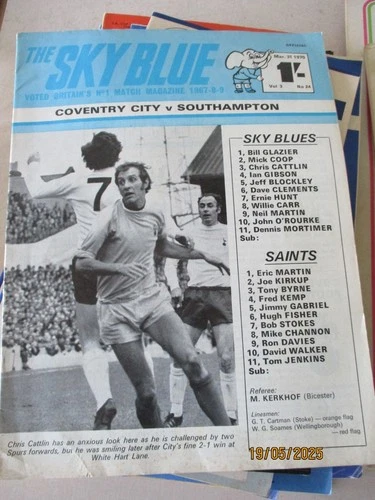 THE SKY BLUE
Mar. 31 1970
1'-
Vol 3
No 24
VOTED BRITAIN'S No 1 MATCH MAGAZINE 1967-8-9
COVENTRY CITY v SOUTHAMPTON
7
SKY BLUES
1, Bill GLAZIER
2, Mick COOP
3, Chris CATTLIN
4, Ian GIBSON
5, Jeff BLOCKLEY
6, Dave CLEMENTS
7, Ernie HUNT
8, Willie CARR
9, Neil MARTIN
10, John O'ROURKE
11, Dennis MORTIMER
Sub:
SAINTS
1, Eric MARTIN
2, Joe KIRKUP
3, Tony BYRNE
4, Fred KEMP
5, Jimmy GABRIEL
6, Hugh FISHER
7, Bob STOKES
8, Mike CHANNON
9, Ron DAVIES
10, David WALKER
11, Tom JENKINS
Sub:
Referee:
M. KERKHOF (Bicester)
Linesmen:
G. T. Cartman (Stoke) — orange flag
W. G. Soames (Wellingborough)
— red flag
Chris Cattlin has an anxious look here as he is challenged by two
Spurs forwards, but he was smiling later after City's fine 2-1 win at
White Hart Lane.
19/05/2025